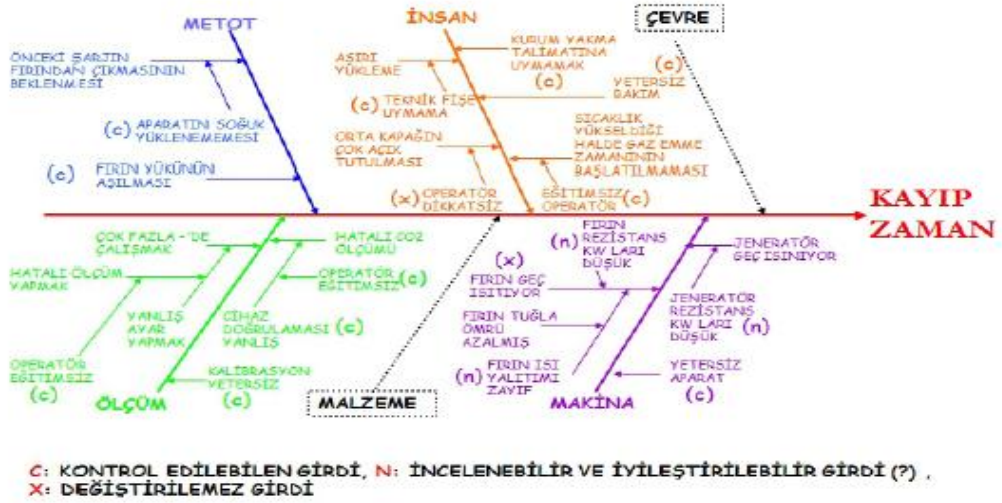 METOT
ÖNCEKİ ŞARJIN
FIRINDAN ÇIKMASININ
BEKLENMESİ
(c) APARATIN SOĞUK
YÜKLENEMEMESİ
(c) FIRIN YÜKÜNÜN
AŞILMASI
İNSAN
AŞIRI
YÜKLEME
(c) TEKNİK FİŞE
UYMAMA
ORTA KAPAĞIN
ÇOK AÇIK
TUTULMASI
(x) OPERATÖR
DİKKATSİZ
KURUM YAKMA
TALİMATINA
UYMAMAK
(c)
YETERSİZ
BAKIM
SICAKLIK
YÜKSELDİĞİ
HALDE GAZ EMME
ZAMANININ
BAŞLATILMAMASI
EĞİTİMSİZ
OPERATÖR (c)
ÇEVRE
(c)
KAYIP
ZAMAN
ÇOK FAZLA -'DE
ÇALIŞMAK
HATALI ÖLÇÜM
YAPMAK
YANLIŞ
AYAR
YAPMAK
OPERATÖR
EĞİTİMSİZ
(c)
HATALI CO2
ÖLÇÜMÜ
OPERATÖR
EĞİTİMSİZ (c)
CİHAZ
DOĞRULAMASI (c)
YANLIŞ
KALİBRASYON
YETERSİZ
(c)
ÖLÇÜM
MALZEME
FIRIN
(n) REZİSTANS
KW LARI
DÜŞÜK
(x)
FIRIN GEÇ
ISITIYOR
FIRIN TUĞLA
ÖMRÜ
AZALMIŞ
(n) FIRIN ISI
YALITIMI
ZAYIF
JENERATÖR
GEÇ ISINIYOR
JENERATÖR
REZİSTANS
KW LARI (n)
DÜŞÜK
YETERSİZ
APARAT
(c)
MAKİNA
C: KONTROL EDİLEBİLEN GİRDİ, N: İNCELENEBİLİR VE İYİLEŞTİRİLEBİLİR GİRDİ (?) ,
X: DEĞİŞTİRİLEMEZ GİRDİ